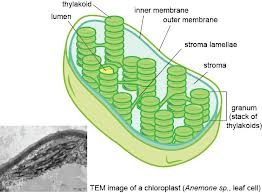 thylakoid
lumen
inner membrane
outer membrane
stroma lamellae
stroma
granum
(stack of
thylakoids)
TEM image of a chloroplast (Anemone sp., leaf cell)